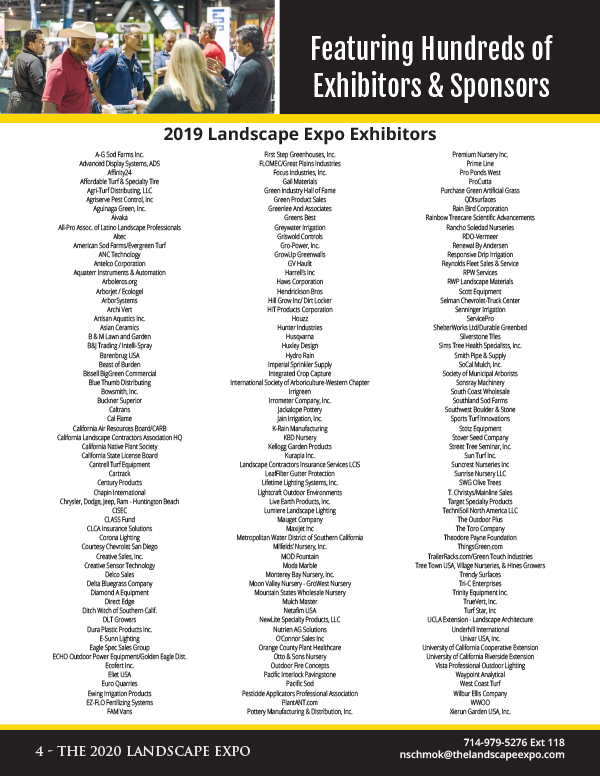 Featuring Hundreds of
Exhibitors & Sponsors
2019 Landscape Expo Exhibitors
A-G Sod Farms Inc.
Advanced Display Systems, ADS
Affinity24
Affordable Turf & Specialty Tire
Agri-Turf Distributing, LLC
Agriserve Pest Control, Inc
Aguinaga Green, Inc.
Aivaka
All-Pro Assoc. of Latino Landscape Professionals
Altec
American Sod Farms/Evergreen Turf
ANC Technology
Antelco Corporation
Aquaterr Instruments & Automation
Arboleros.org
Arborjet / Ecologel
ArborSystems
Archi Vert
Artisan Aquatics Inc.
Asian Ceramics
B & M Lawn and Garden
B&J Trading / Intelli-Spray
Barenbrug USA
Beast of Burden
Bissell BigGreen Commercial
Blue Thumb Distributing
Bowsmith, Inc.
Buckner Superior
Caltrans
Cal Flame
California Air Resources Board/CARB
California Landscape Contractors Association HQ
California Native Plant Society
California State License Board
Cantrell Turf Equipment
Cartrack
Century Products
Chapin International
Chrysler, Dodge, Jeep, Ram - Huntington Beach
CISEC
CLASS Fund
CLCA Insurance Solutions
Corona Lighting
Courtesy Chevrolet San Diego
Creative Sales, Inc.
Creative Sensor Technology
Delco Sales
Delta Bluegrass Company
Diamond A Equipment
Direct Edge
Ditch Witch of Southern Calif.
DLT Growers
Dura Plastic Products Inc.
E-Sunn Lighting
Eagle Spec Sales Group
ECHO Outdoor Power Equipment/Golden Eagle Dist.
Ecofert Inc.
Eliet USA
Euro Quarries
Ewing Irrigation Products
EZ-FLO Fertilizing Systems
FAM Vans
First Step Greenhouses, Inc.
FLOMEC/Great Plains Industries
Focus Industries, Inc.
Gail Materials
Green Industry Hall of Fame
Green Product Sales
Greenlee And Associates
Greens Best
Greywater Irrigation
Griswold Controls
Gro-Power, Inc.
GrowUp Greenwalls
GV Hault
Harrell's Inc
Haws Corporation
Hendrickson Bros
Hill Grow Inc/ Dirt Locker
HIT Products Corporation
Houzz
Hunter Industries
Husqvarna
Huxley Design
Hydro Rain
Imperial Sprinkler Supply
Integrated Crop Capture
International Society of Arboriculture-Western Chapter
Irrigreen
Irrometer Company, Inc.
Jackalope Pottery
Jain Irrigation, Inc.
K-Rain Manufacturing
KBD Nursery
Kellogg Garden Products
Kurapia Inc.
Landscape Contractors Insurance Services LCIS
LeafFilter Gutter Protection
Lifetime Lighting Systems, Inc.
Lightcraft Outdoor Environments
Live Earth Products, Inc.
Lumiere Landscape Lighting
Mauget Company
Maxijet Inc
Metropolitan Water District of Southern California
Milfelds' Nursery, Inc.
MOD Fountain
Moda Marble
Monterey Bay Nursery, Inc.
Moon Valley Nursery - GroWest Nursery
Mountain States Wholesale Nursery
Mulch Master
Netafim USA
NewLite Specialty Products, LLC
Nutrien AG Solutions
O'Connor Sales Inc
Orange County Plant Healthcare
Otto & Sons Nursery
Outdoor Fire Concepts
Pacific Interlock Pavingstone
Pacific Sod
Pesticide Applicators Professional Association
PlantANT.com
Pottery Manufacturing & Distribution, Inc.
Premium Nursery Inc.
Prime Line
Pro Ponds West
ProCutta
Purchase Green Artificial Grass
QDIsurfaces
Rain Bird Corporation
Rainbow Treecare Scientific Advancements
Rancho Soledad Nurseries
RDO-Vermeer
Renewal By Andersen
Responsive Drip Irrigation
Reynolds Fleet Sales & Service
RPW Services
RWP Landscape Materials
Scott Equipment
Selman Chevrolet-Truck Center
Senninger Irrigation
ServicePro
ShelterWorks Ltd/Durable Greenbed
Silverstone Tiles
Sims Tree Health Specialists, Inc.
Smith Pipe & Supply
SoCal Mulch, Inc.
Society of Municipal Arborists
Sonsray Machinery
South Coast Wholesale
Southland Sod Farms
Southwest Boulder & Stone
Sports Turf Innovations
Stotz Equipment
Stover Seed Company
Street Tree Seminar, Inc.
Sun Turf Inc.
Suncrest Nurseries Inc
Sunrise Nursery LLC
SWG Olive Trees
T. Christys/Mainline Sales
Target Specialty Products
TechniSoil North America LLC
The Outdoor Plus
The Toro Company
Theodore Payne Foundation
ThingsGreen.com
TrailerRacks.com/Green Touch Industries
Tree Town USA, Village Nurseries, & Hines Growers
Trendy Surfaces
Tri-C Enterprises
Trinity Equipment Inc.
TrueVert, Inc.
Turf Star, Inc
UCLA Extension - Landscape Architecture
Underhill International
Univar USA, Inc.
University of California Cooperative Extension
University of California Riverside Extension
Vista Professional Outdoor Lighting
Waypoint Analytical
West Coast Turf
Wilbur Ellis Company
WWOO
Xierun Garden USA, Inc.
4 - THE 2020 LANDSCAPE EXPO
714-979-5276 Ext 118
nschmok@thelandscapeexpo.com